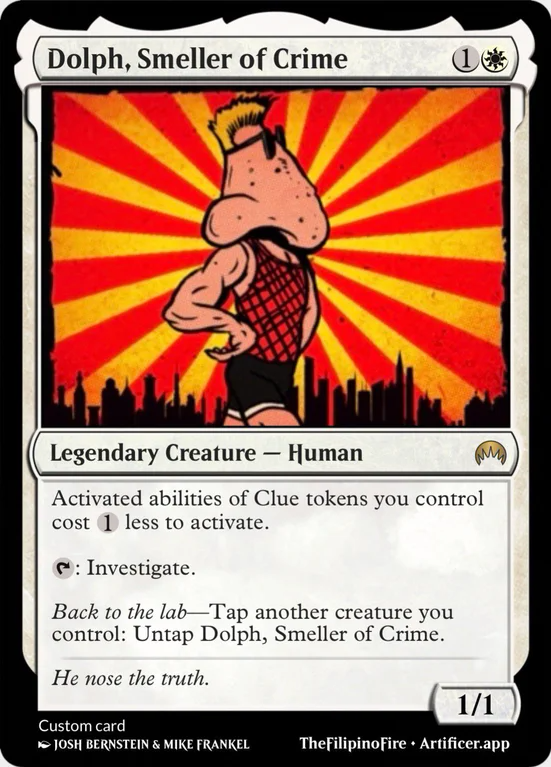 Dolph, Smeller of Crime 1
Legendary Creature — Human
Activated abilities of Clue tokens you control
cost 1 less to activate.
: Investigate.
Back to the lab—Tap another creature you
control: Untap Dolph, Smeller of Crime.
He nose the truth.
1/1
Custom card
JOSH BERNSTEIN & MIKE FRANKEL
TheFilipinoFire • Artificer.app